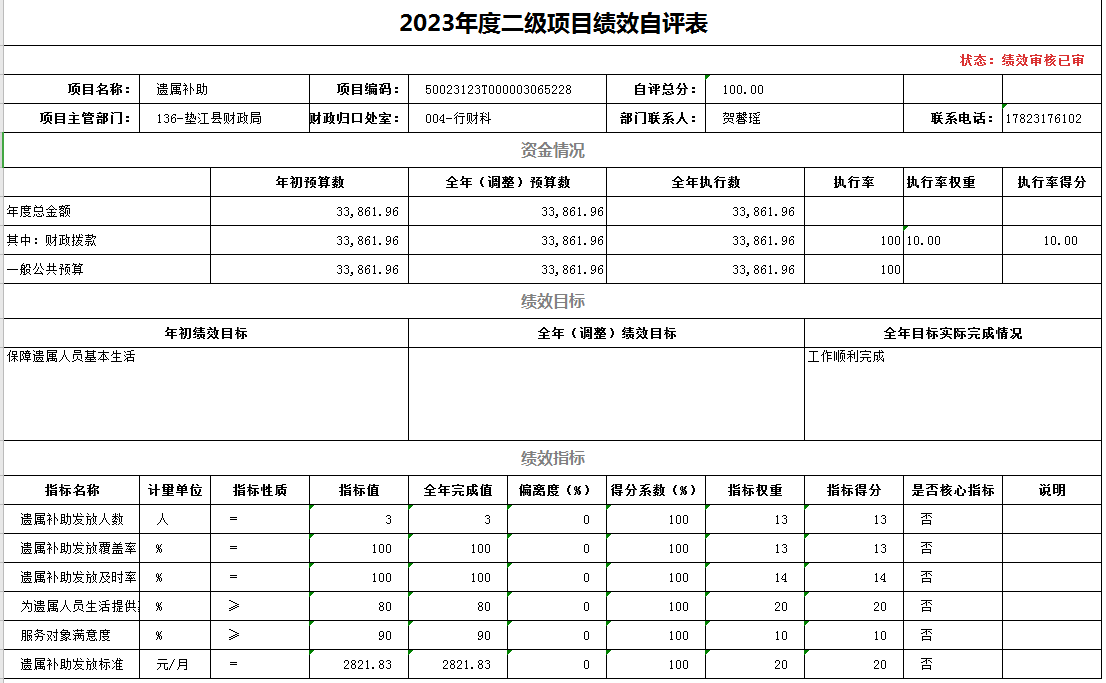 2023年度二级项目绩效自评表
状态：绩效审核已审
项目名称： 遗属补助 项目编码： 50023123T000003065228 自评总分： 100.00
项目主管部门： 136-垫江县财政局 财政归口处室： 004-行财科 部门联系人： 贺馨瑶 联系电话： 17823176102
资金情况
年初预算数 全年（调整）预算数 全年执行数 执行率 执行率权重 执行率得分
年度总金额 33,861.96 33,861.96 33,861.96
其中：财政拨款 33,861.96 33,861.96 33,861.96 100 10.00 10.00
一般公共预算 33,861.96 33,861.96 33,861.96 100
绩效目标
年初绩效目标 全年（调整）绩效目标 全年目标实际完成情况
保障遗属人员基本生活 工作顺利完成
绩效指标
指标名称 计量单位 指标性质 指标值 全年完成值 偏离度（%） 得分系数（%） 指标权重 指标得分 是否核心指标 说明
遗属补助发放人数 人 ＝ 3 3 0 100 13 13 否
遗属补助发放覆盖率 % ＝ 100 100 0 100 13 13 否
遗属补助发放及时率 % ＝ 100 100 0 100 14 14 否
为遗属人员生活提供 % ≥ 80 80 0 100 20 20 否
服务对象满意度 % ≥ 90 90 0 100 10 10 否
遗属补助发放标准 元/月 ＝ 2821.83 2821.83 0 100 20 20 否